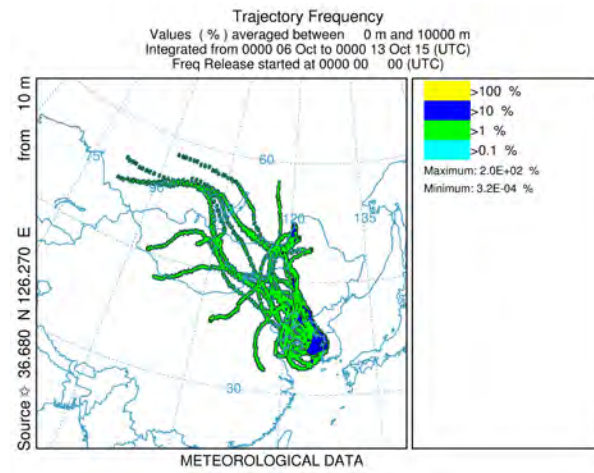 Trajectory Frequency
Values ( % ) averaged between 0 m and 10000 m
Integrated from 0000 06 Oct to 0000 13 Oct 15 (UTC)
Freq Release started at 0000 00 00 (UTC)
Source ☆ 36.680 N 126.270 E from 10 m
>100 %
>10 %
>1 %
>0.1 %
Maximum: 2.0E+02 %
Minimum: 3.2E-04 %
75
60
90
120
135
30
METEOROLOGICAL DATA